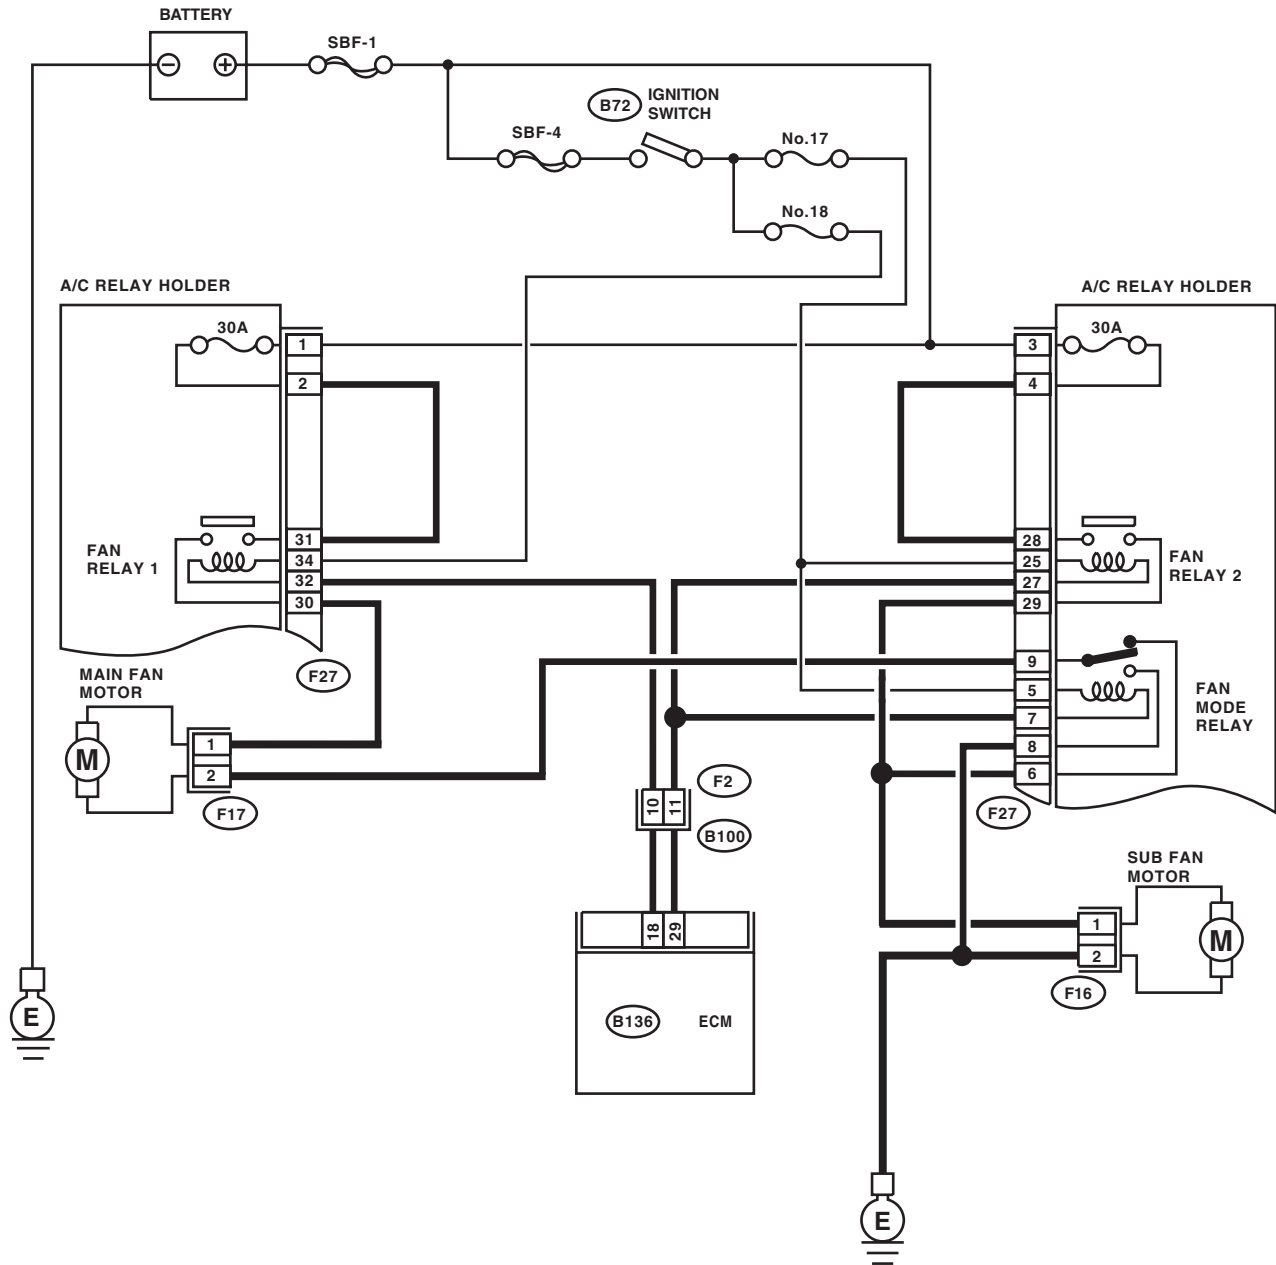 BATTERY
SBF-1
B72
IGNITION
SWITCH
SBF-4
No.17
No.18
A/C RELAY HOLDER
A/C RELAY HOLDER
30A
1
2
3
4
30A
FAN
RELAY 1
31
34
32
30
28
25
27
29
FAN
RELAY 2
F27
MAIN FAN
MOTOR
M
1
2
F17
9
5
7
8
6
FAN
MODE
RELAY
F27
F2
10
11
B100
18
29
B136
ECM
SUB FAN
MOTOR
1
2
M
F16
E
E